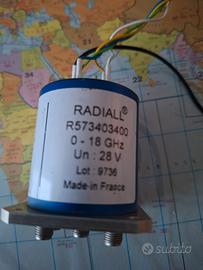 RADIALL®
R573403400
0 - 18 GHz
Un : 28 V
Lot : 9736
Made in France
subito